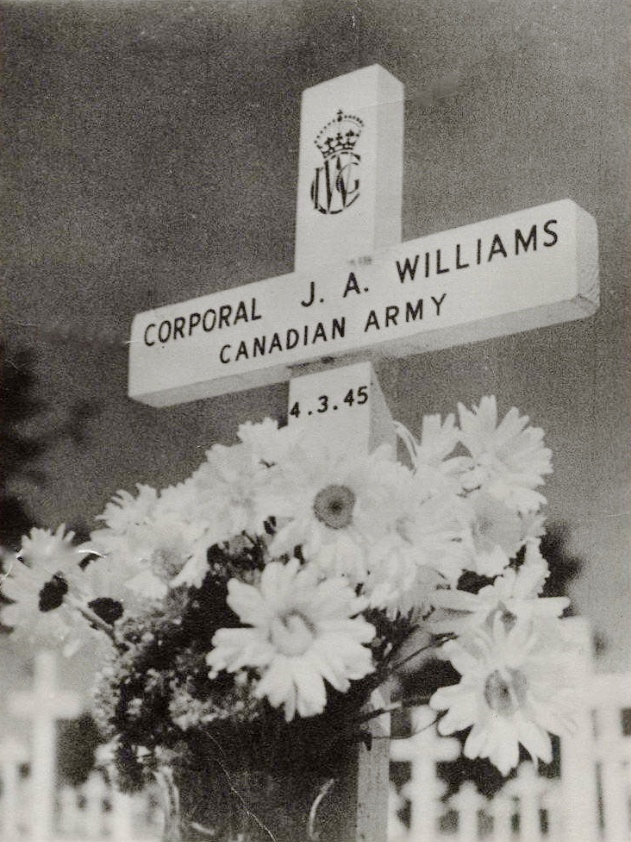 CORPORAL J. A. WILLIAMS
CANADIAN ARMY
4.3.45